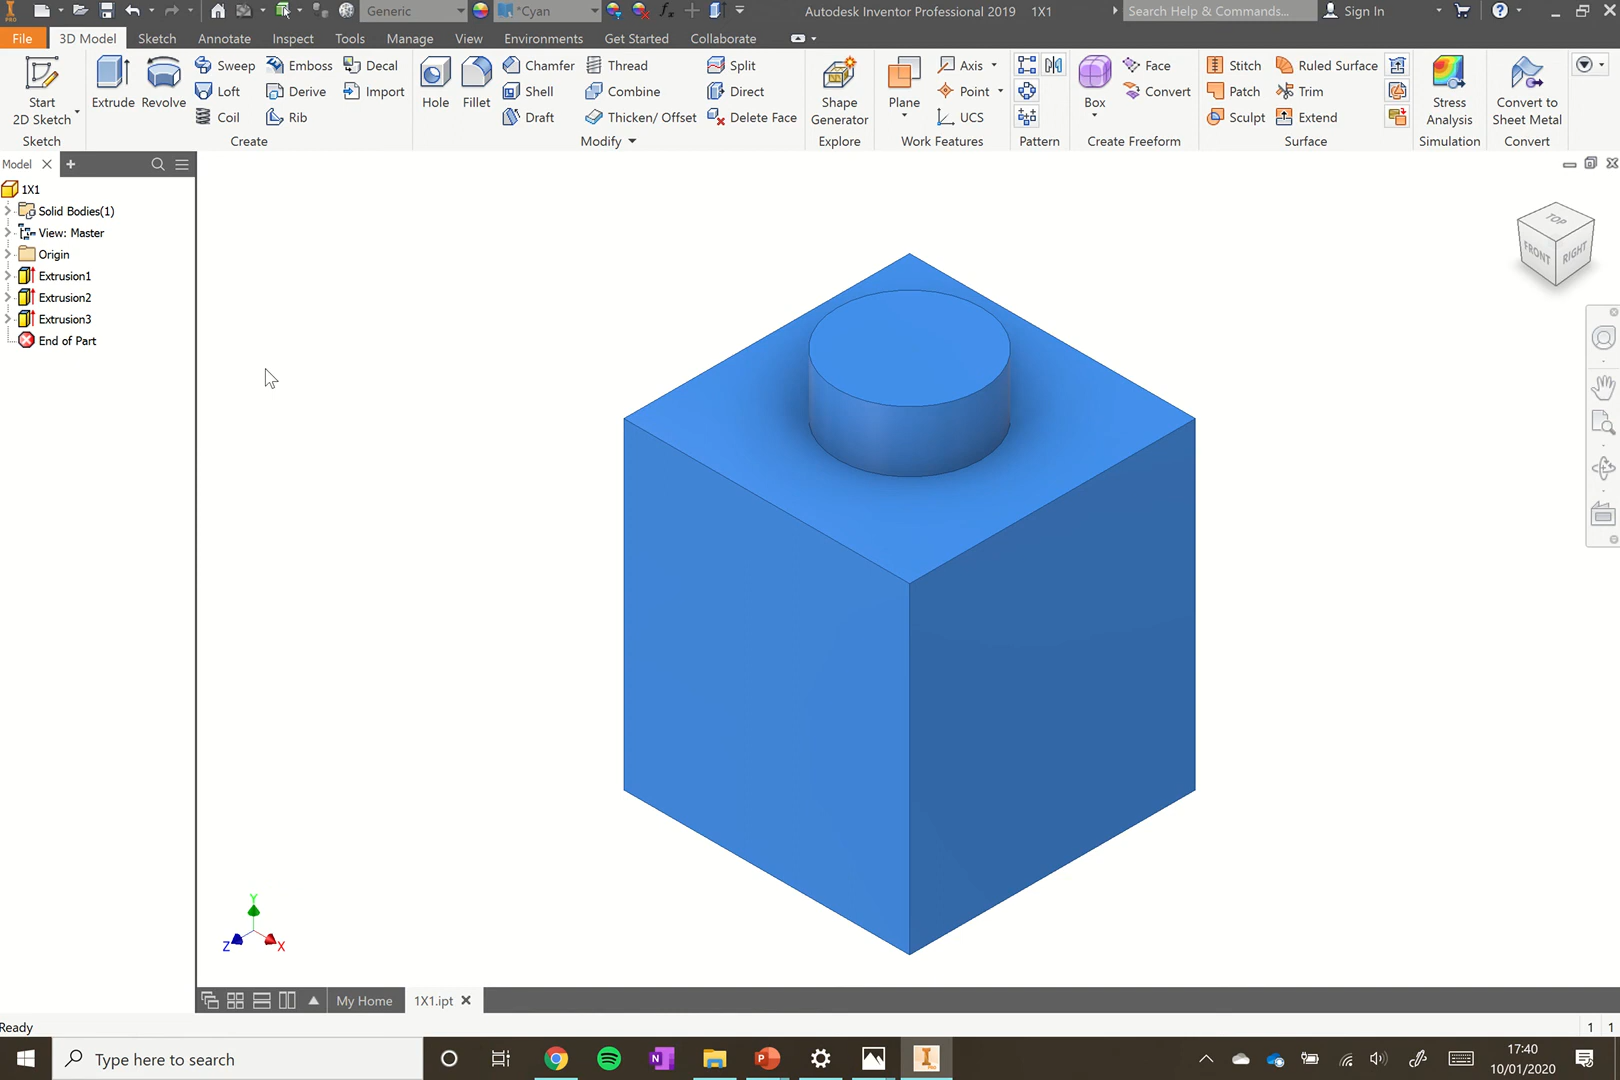 Generic
*Cyan
Autodesk Inventor Professional 2019 1X1
Search Help & Commands...
Sign In
File 3D Model Sketch Annotate Inspect Tools Manage View Environments Get Started Collaborate
Start
2D Sketch
Sketch
Extrude
Revolve
Sweep
Loft
Coil
Emboss
Derive
Rib
Decal
Import
Create
Hole
Fillet
Chamfer
Shell
Draft
Thread
Combine
Thicken/ Offset
Split
Direct
Delete Face
Modify
Shape
Generator
Explore
Plane
Axis
Point
UCS
Work Features
Pattern
Box
Face
Convert
Create Freeform
Stitch
Patch
Sculpt
Ruled Surface
Trim
Extend
Surface
Stress
Analysis
Simulation
Convert to
Sheet Metal
Convert
Model
1X1
Solid Bodies(1)
View: Master
Origin
Extrusion1
Extrusion2
Extrusion3
End of Part
TOP
FRONT
RIGHT
Y
Z
X
My Home
1X1.ipt
Ready
1 1
Type here to search
17:40
10/01/2020